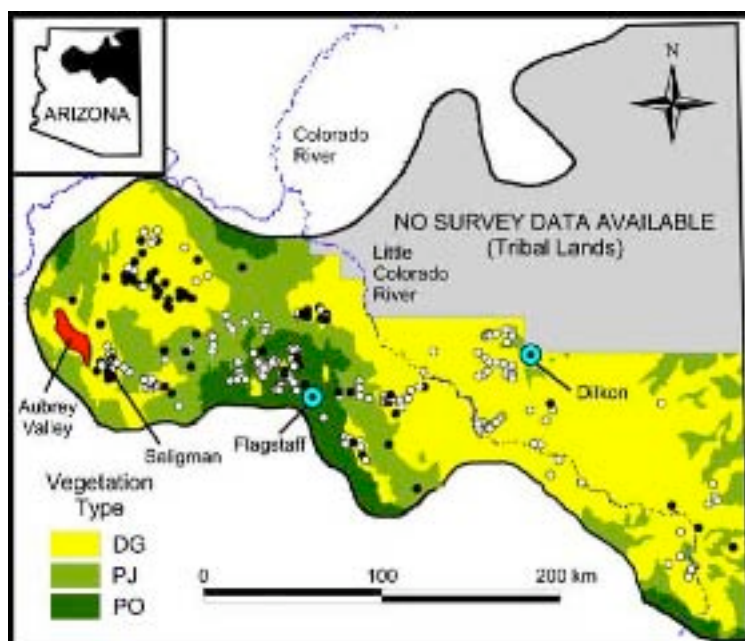 ARIZONA
N
Colorado
River
NO SURVEY DATA AVAILABLE
(Tribal Lands)
Little
Colorado
River
Aubrey
Valley
Seligman
Flagstaff
Dilkon
Vegetation
Type
DG
PJ
PO
0 100 200 km